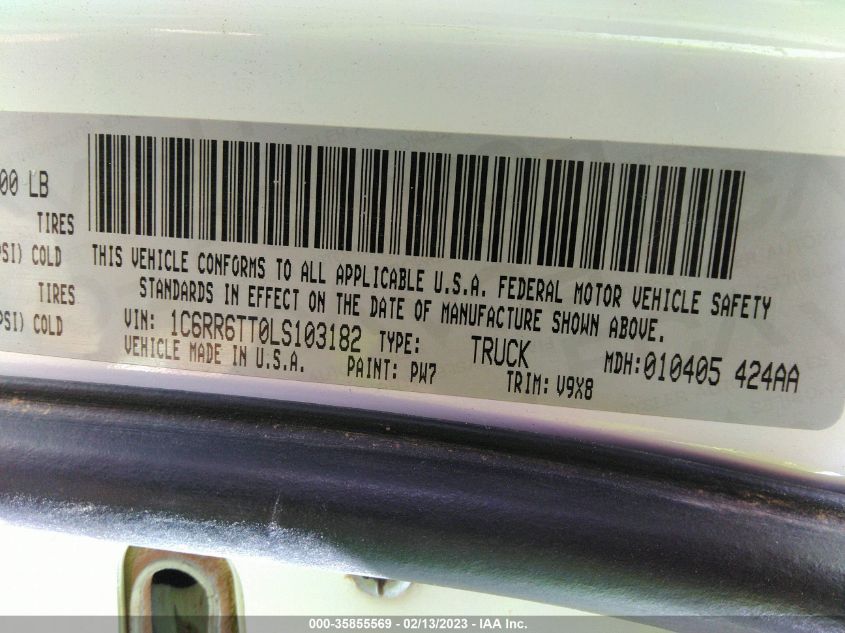 00 LB
TIRES
PSI) COLD
TIRES
PSI) COLD
THIS VEHICLE CONFORMS TO ALL APPLICABLE U.S.A. FEDERAL MOTOR VEHICLE SAFETY
STANDARDS IN EFFECT ON THE DATE OF MANUFACTURE SHOWN ABOVE.
VIN: 1C6RR6TT0LS103182 TYPE: TRUCK MDH:010405 424AA
VEHICLE MADE IN U.S.A. PAINT: PW7 TRIM: V9X8
000-35855569 - 02/13/2023 - IAA Inc.